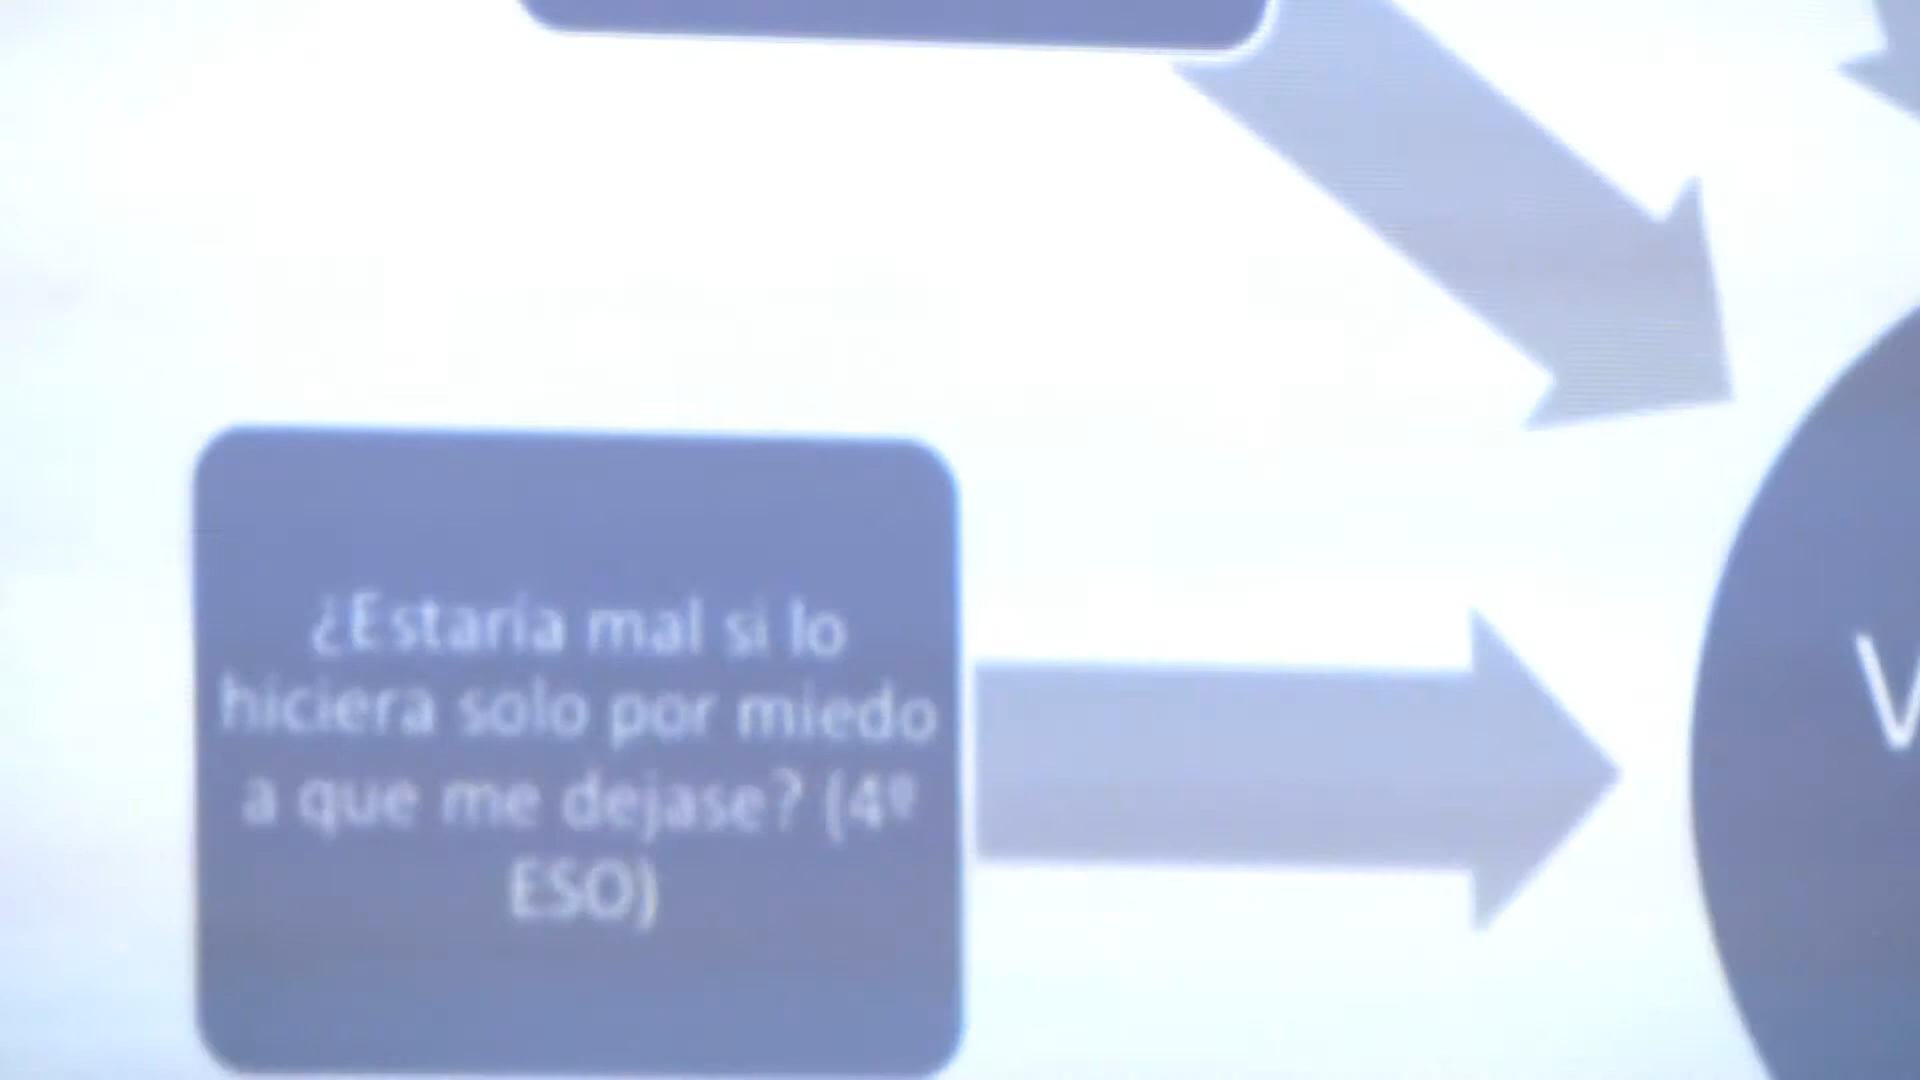 ¿Estaría mal si lo
hiciera solo por miedo
a que me dejase? (4º
ESO)
V